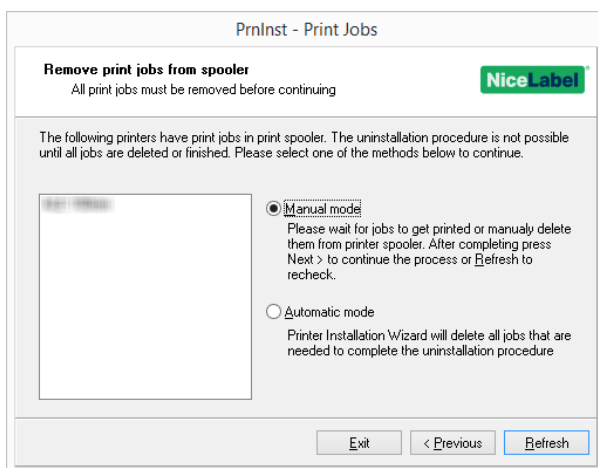 PrnInst - Print Jobs
Remove print jobs from spooler
All print jobs must be removed before continuing
NiceLabel
The following printers have print jobs in print spooler. The uninstallation procedure is not possible
until all jobs are deleted or finished. Please select one of the methods below to continue.
Manual mode
Please wait for jobs to get printed or manualy delete
them from printer spooler. After completing press
Next > to continue the process or Refresh to
recheck.
Automatic mode
Printer Installation Wizard will delete all jobs that are
needed to complete the uninstallation procedure
Exit
< Previous
Refresh